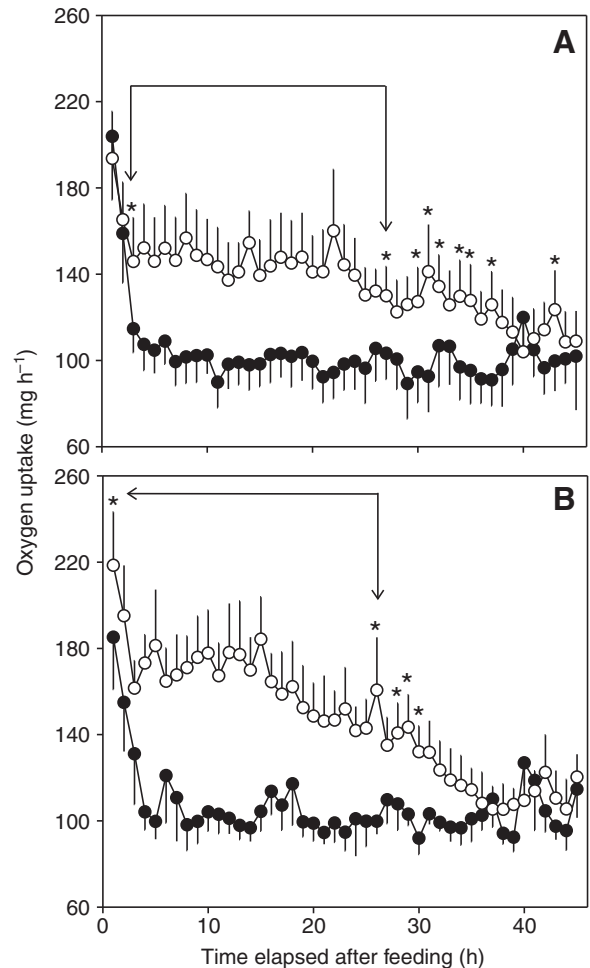 260
A
220
180
140
100
60
* * * * * * * * *
Oxygen uptake (mg h⁻¹)
260
B
220
180
140
100
60
* * * * *
0 10 20 30 40
Time elapsed after feeding (h)